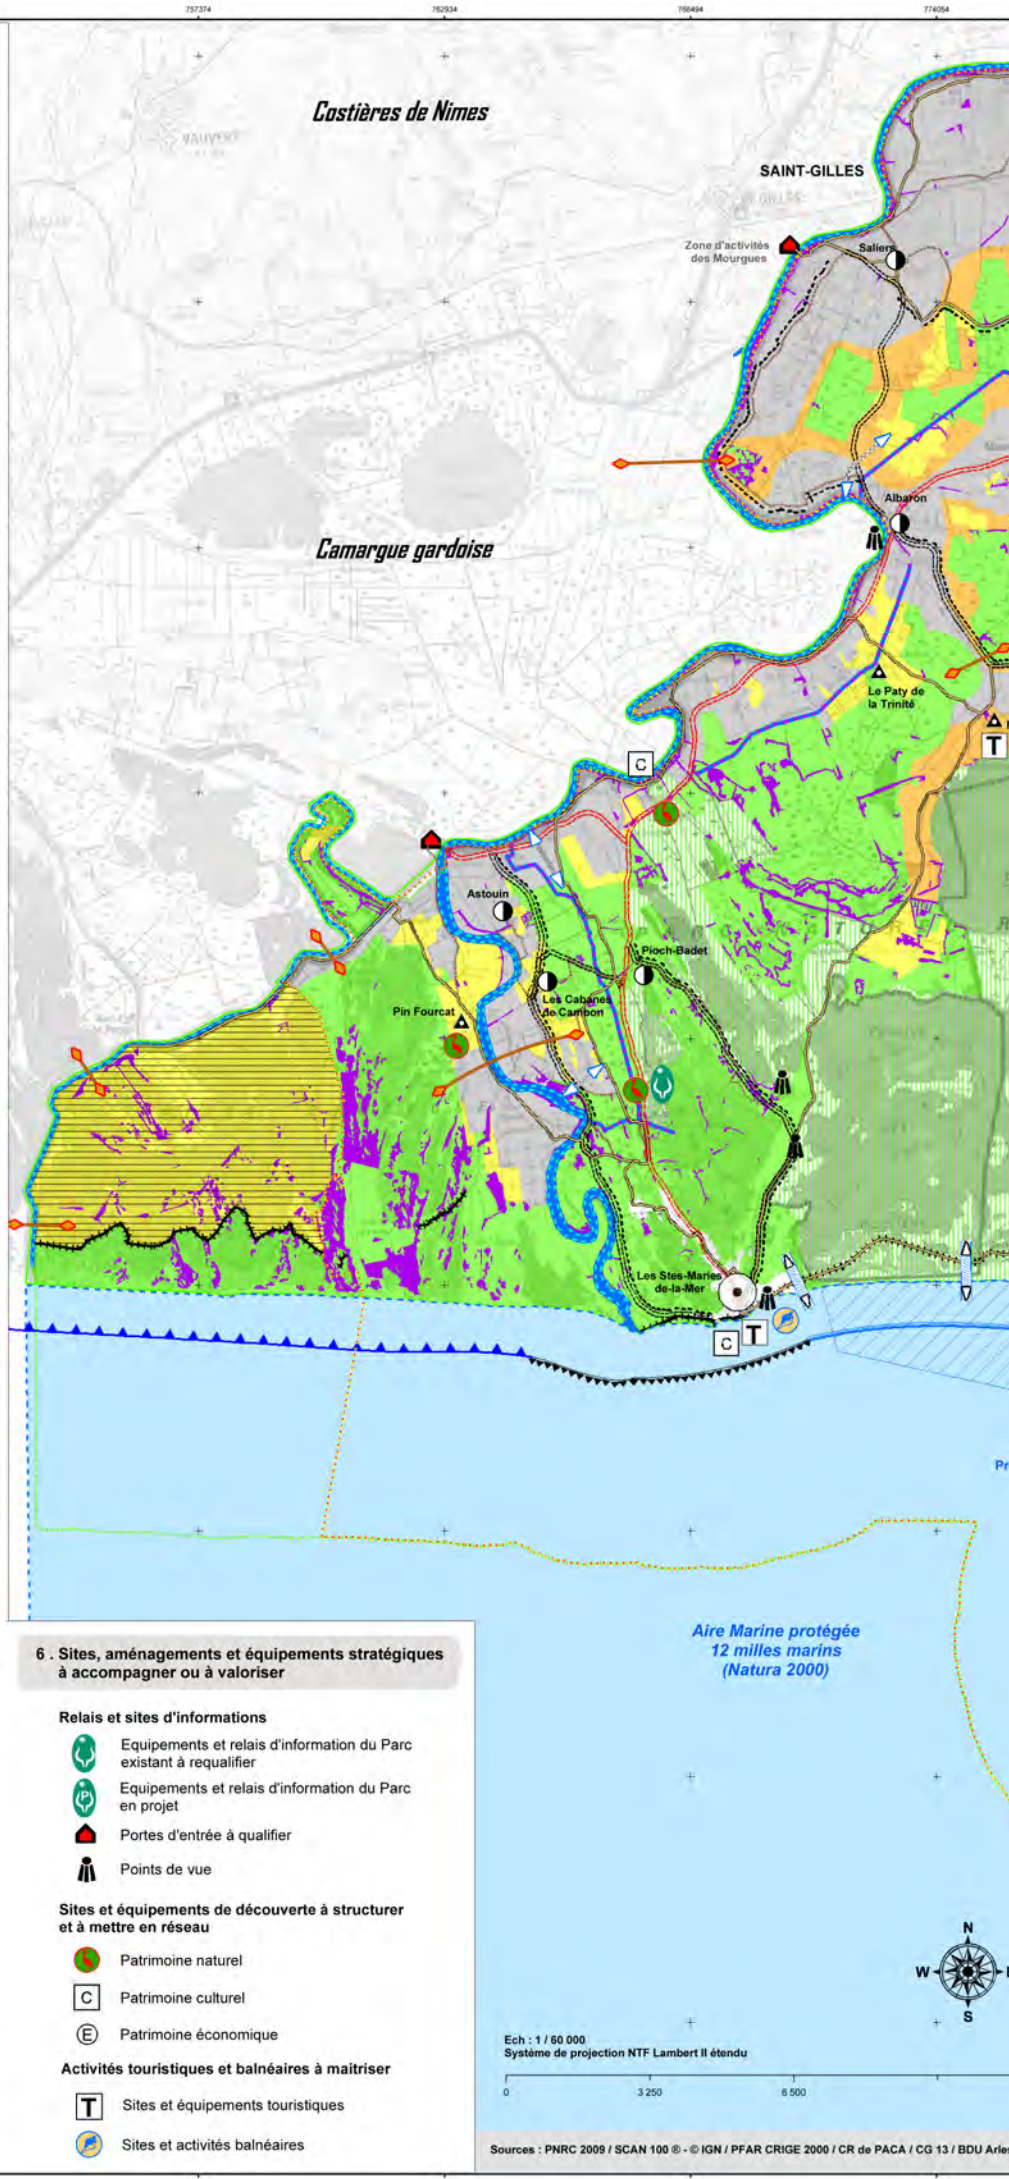 757374
762934
768494
774054
Costières de Nimes
VAUVERT
SAINT-GILLES
Zone d'activités
des Mourgues
Saliers
Camargue gardoise
Albaron
Le Paty de
la Trinité
T
C
Astouin
Pioch-Badet
Les Cabanes
de Cambon
Pin Fourcat
Les Stes-Maries
de-la-Mer
C
T
Pr
Aire Marine protégée
12 milles marins
(Natura 2000)
6 . Sites, aménagements et équipements stratégiques
à accompagner ou à valoriser
Relais et sites d'informations
Equipements et relais d'information du Parc
existant à requalifier
P
Equipements et relais d'information du Parc
en projet
Portes d'entrée à qualifier
Points de vue
Sites et équipements de découverte à structurer
et à mettre en réseau
Patrimoine naturel
C Patrimoine culturel
E Patrimoine économique
Activités touristiques et balnéaires à maitriser
T Sites et équipements touristiques
Sites et activités balnéaires
N
W
S
Ech : 1 / 60 000
Système de projection NTF Lambert II étendu
0 3 250 6 500
Sources : PNRC 2009 / SCAN 100 ® - © IGN / PFAR CRIGE 2000 / CR de PACA / CG 13 / BDU Arles